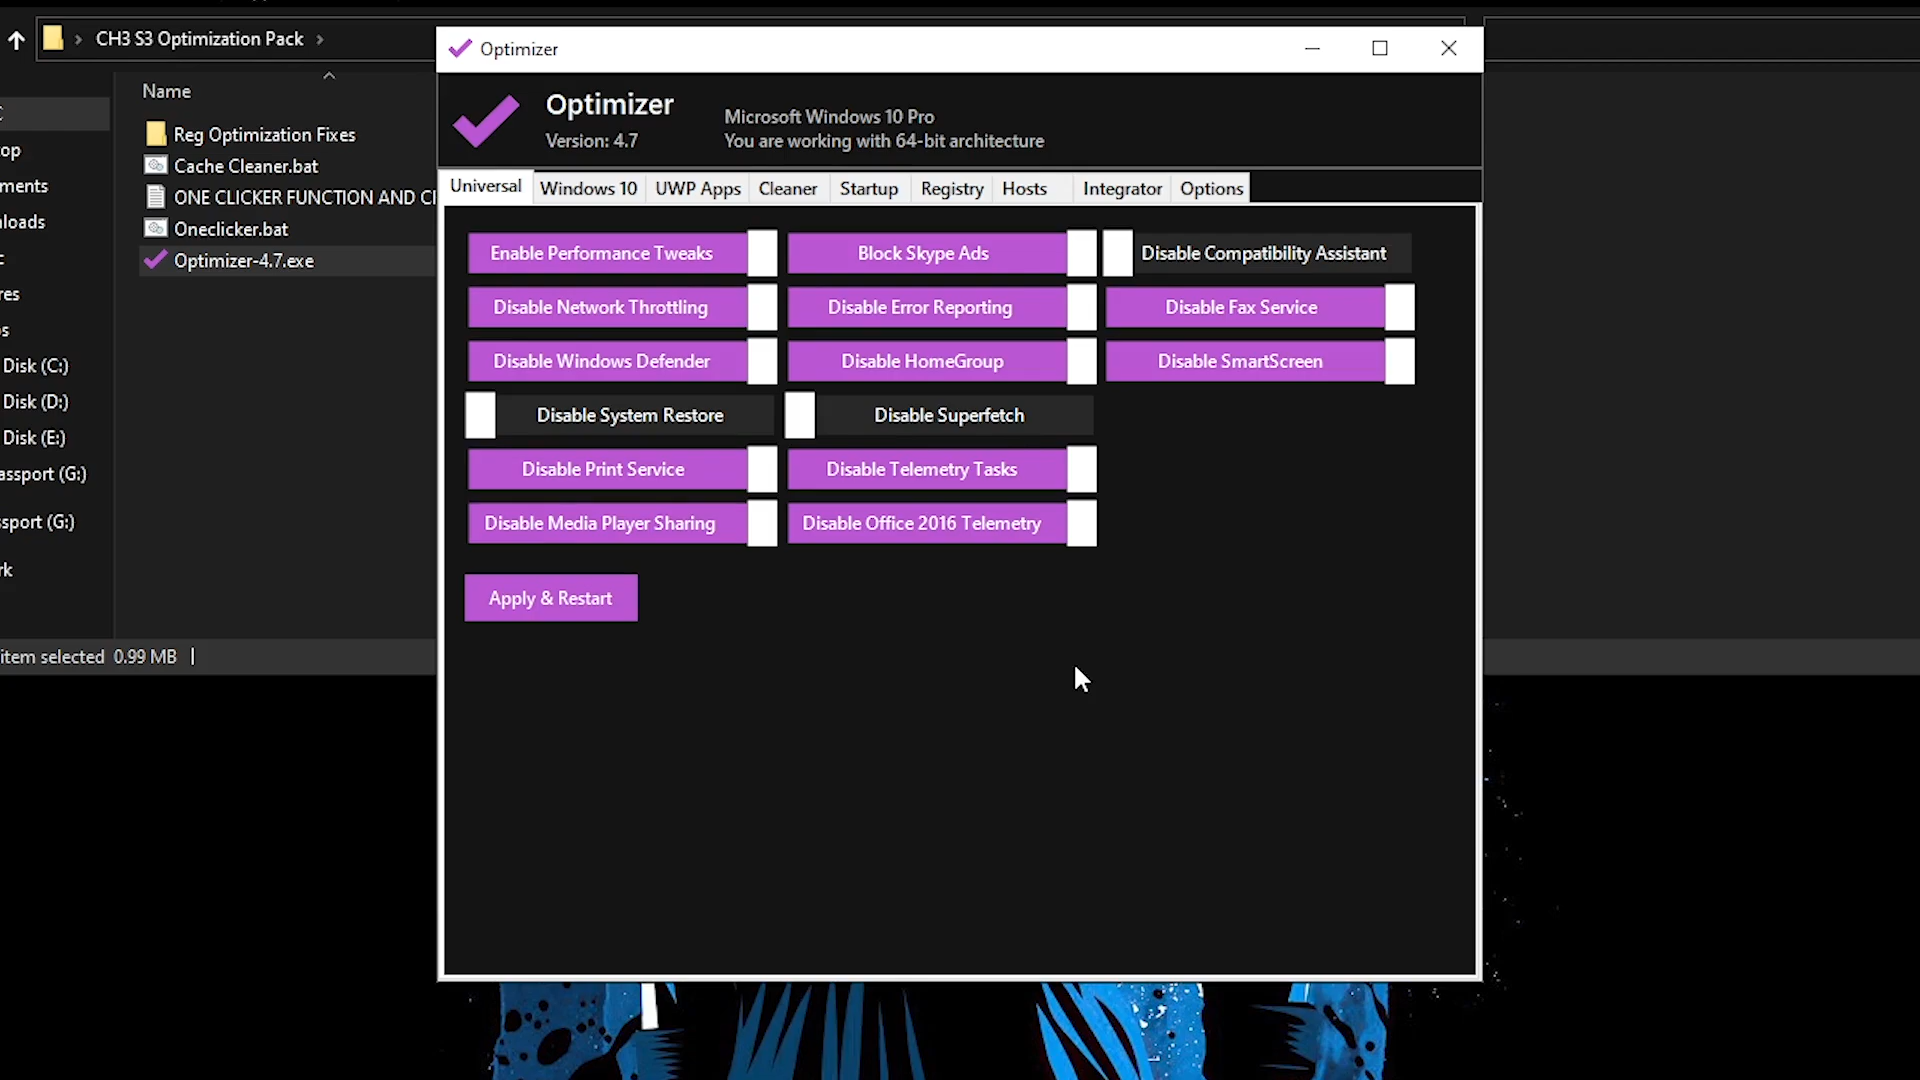 CH3 S3 Optimization Pack
Name
Reg Optimization Fixes
Cache Cleaner.bat
ONE CLICKER FUNCTION AND
Oneclicker.bat
Optimizer-4.7.exe
op
ments
loads
res
s
Disk (C:)
Disk (D:)
Disk (E:)
assport (G:)
sport (G:)
rk
item selected 0.99 MB
Optimizer
Optimizer
Version: 4.7
Microsoft Windows 10 Pro
You are working with 64-bit architecture
Universal Windows 10 UWP Apps Cleaner Startup Registry Hosts Integrator Options
Enable Performance Tweaks Block Skype Ads Disable Compatibility Assistant
Disable Network Throttling Disable Error Reporting Disable Fax Service
Disable Windows Defender Disable HomeGroup Disable SmartScreen
Disable System Restore Disable Superfetch
Disable Print Service Disable Telemetry Tasks
Disable Media Player Sharing Disable Office 2016 Telemetry
Apply & Restart